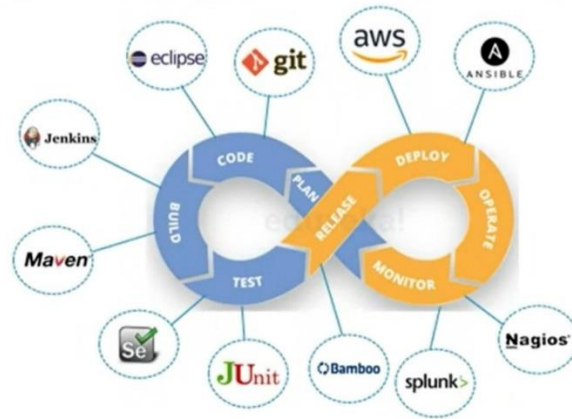 eclipse
git
aws
ANSIBLE
Jenkins
CODE
PLAN
DEPLOY
BUILD
RELEASE
OPERATE
Maven
TEST
MONITOR
Se
JUnit
Bamboo
splunk>
Nagios